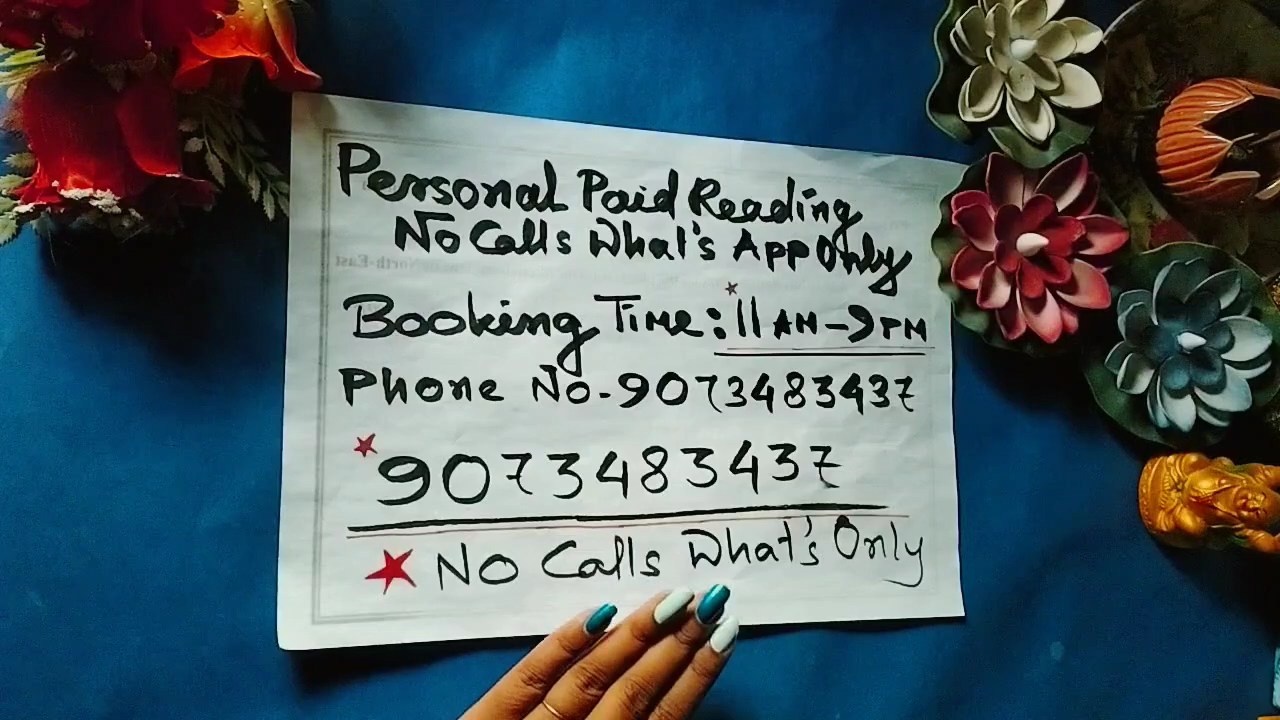 Personal Paid Reading
No Calls What's App Only
Booking Time: 11 AM - 9 PM
Phone No. - 9073483437
9073483437
No Calls What's Only